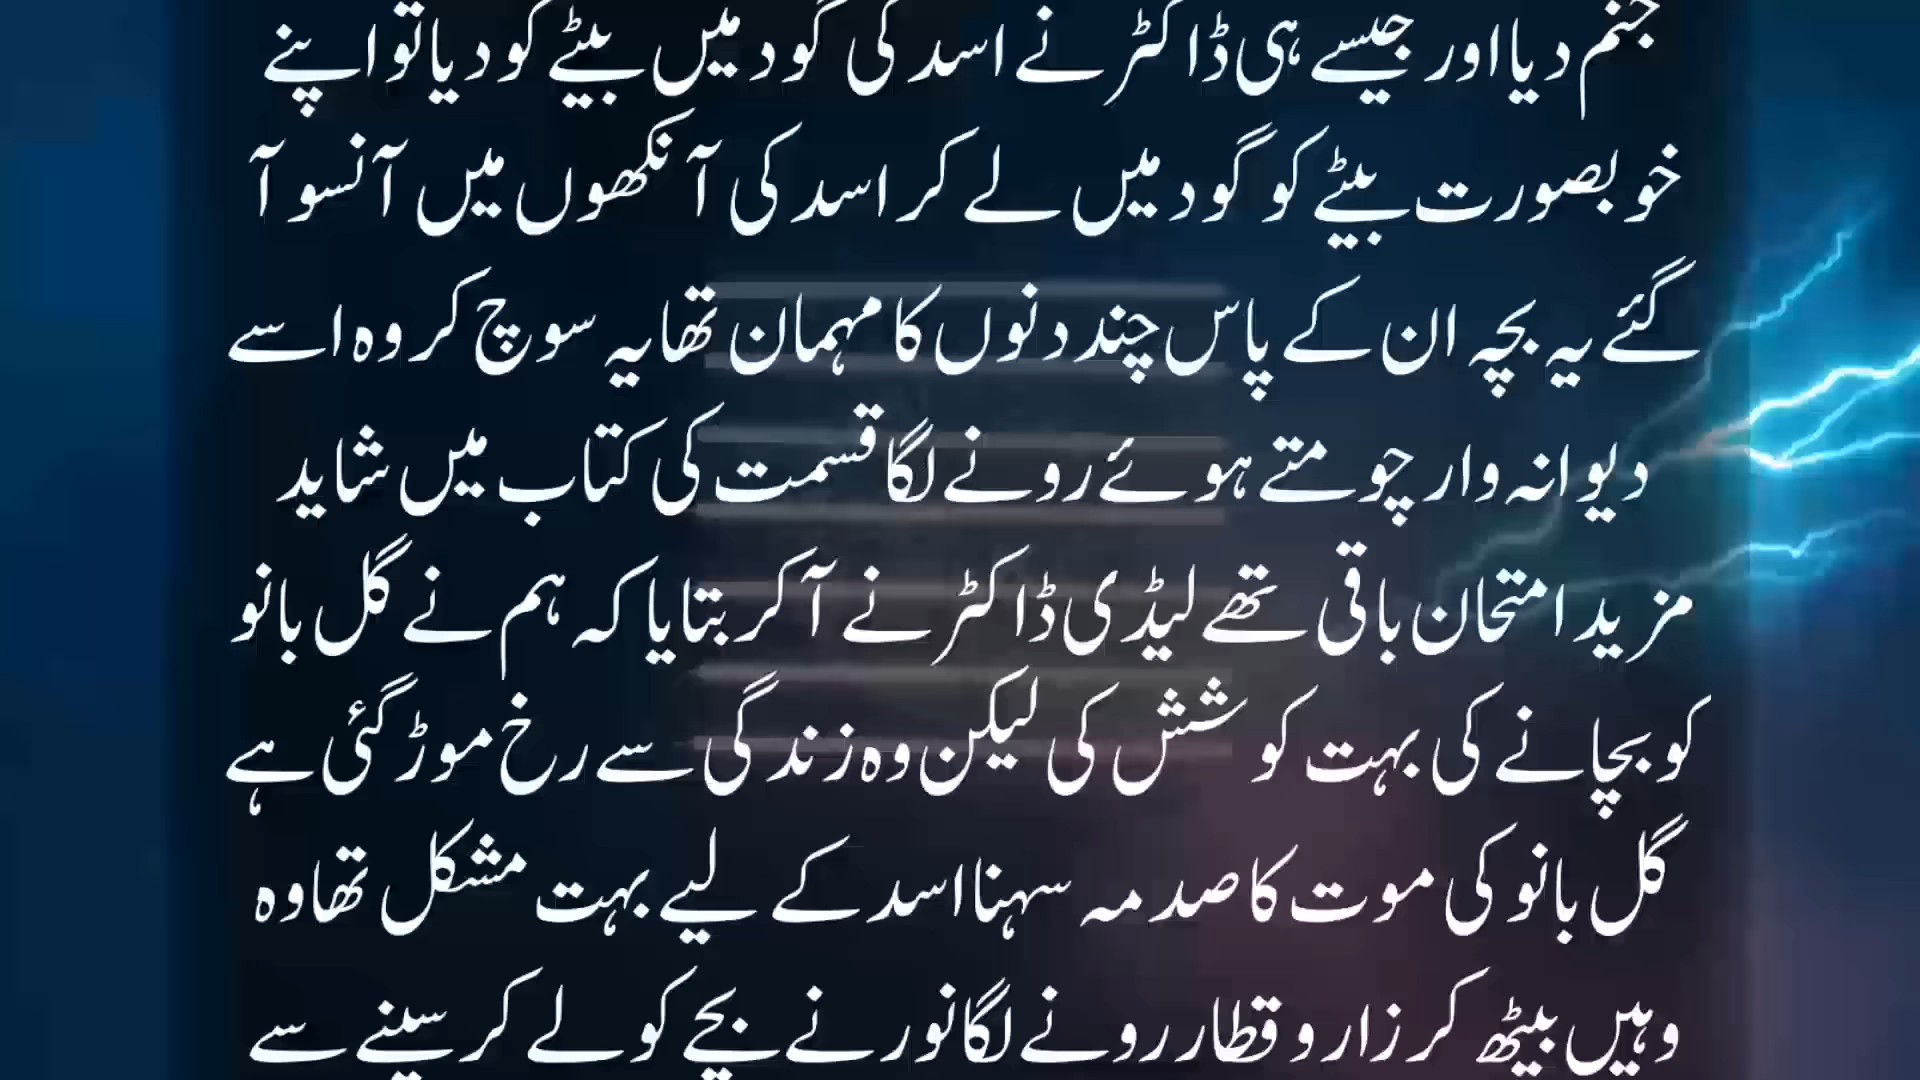 جنم دیا اور جیسے ہی ڈاکٹر نے اسد کی گود میں بیٹے کو دیا تو اپنے
خوبصورت بیٹے کو گود میں لے کر اسد کی آنکھوں میں آنسو آ
گئے یہ بچہ ان کے پاس چند دنوں کا مہمان تھا یہ سوچ کر وہ اسے
دیوانہ وار چومتے ہوئے رونے لگا قسمت کی کتاب میں شاید
مزید امتحان باقی تھے لیڈی ڈاکٹر نے آ کر بتایا کہ ہم نے گل بانو
کو بچانے کی بہت کوشش کی لیکن وہ زندگی سے رخ موڑ گئی ہے
گل بانو کی موت کا صدمہ سہنا اسد کے لیے بہت مشکل تھا وہ
وہیں بیٹھ کر زار و قطار رونے لگا نور نے بچے کو لے کر سینے سے